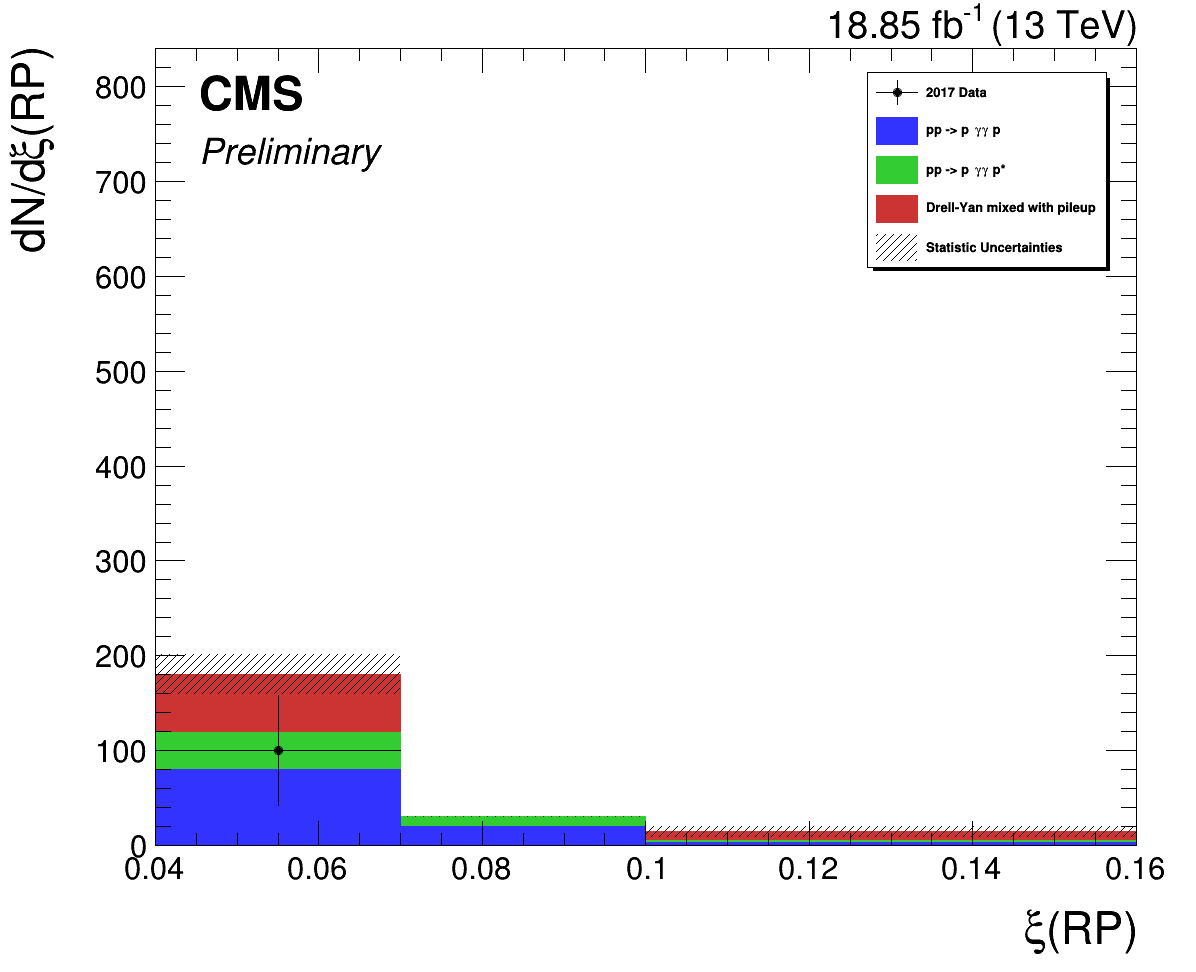 18.85 fb⁻¹ (13 TeV)
dN/dξ(RP)
CMS
Preliminary
2017 Data
pp -> p γγ p
pp -> p γγ p*
Drell-Yan mixed with pileup
Statistic Uncertainties
800
700
600
500
400
300
200
100
0
0.04 0.06 0.08 0.1 0.12 0.14 0.16
ξ(RP)